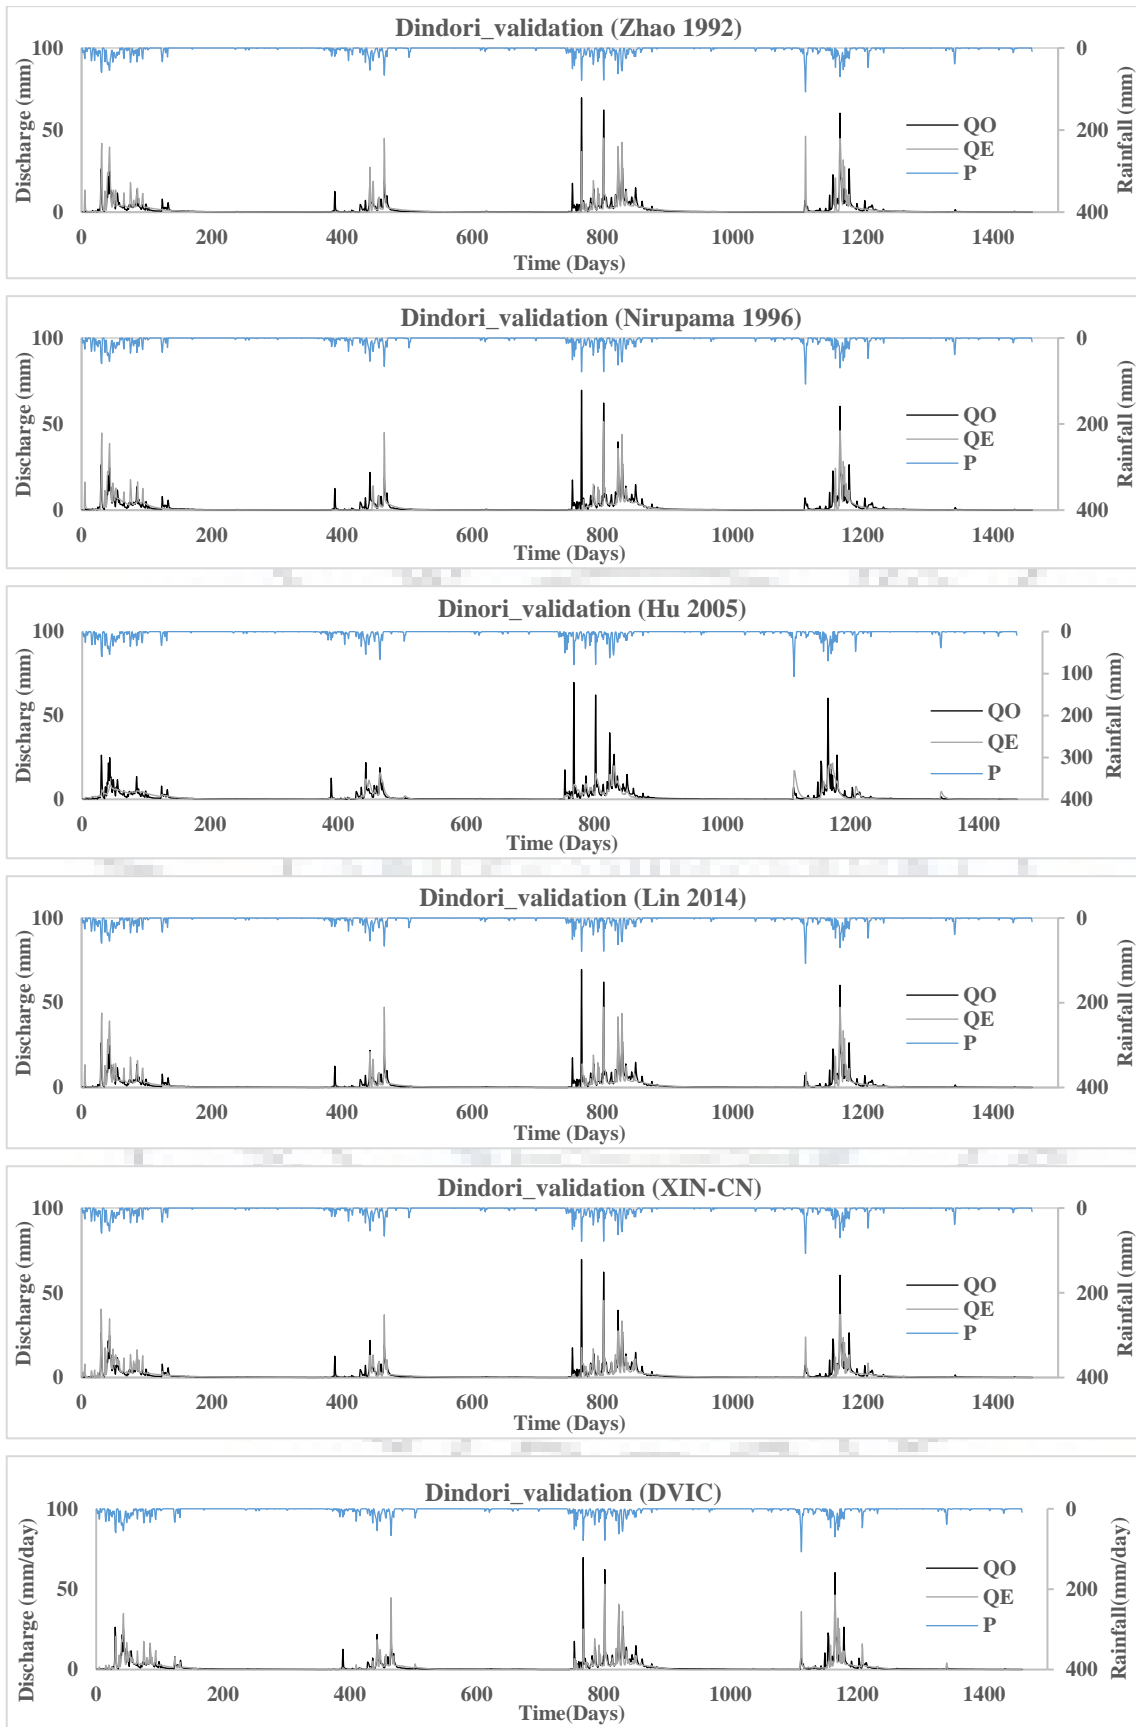 Dindori_validation (Zhao 1992)
Discharge (mm)
100
50
0
0
200
400
Rainfall (mm)
QO
QE
P
0 200 400 600 800 1000 1200 1400
Time (Days)
Dindori_validation (Nirupama 1996)
Discharge (mm)
100
50
0
0
200
400
Rainfall (mm)
QO
QE
P
0 200 400 600 800 1000 1200 1400
Time (Days)
Dinori_validation (Hu 2005)
Discharg (mm)
100
50
0
0
100
200
300
400
Rainfall (mm)
QO
QE
P
0 200 400 600 800 1000 1200 1400
Time (Days)
Dindori_validation (Lin 2014)
Discharge (mm)
100
50
0
0
200
400
Rainfall (mm)
QO
QE
P
0 200 400 600 800 1000 1200 1400
Time (Days)
Dindori_validation (XIN-CN)
Discharge (mm)
100
50
0
0
200
400
Rainfall (mm)
QO
QE
P
0 200 400 600 800 1000 1200 1400
Time (Days)
Dindori_validation (DVIC)
Discharge (mm/day)
100
50
0
0
200
400
Rainfall(mm/day)
QO
QE
P
0 200 400 600 800 1000 1200 1400
Time(Days)